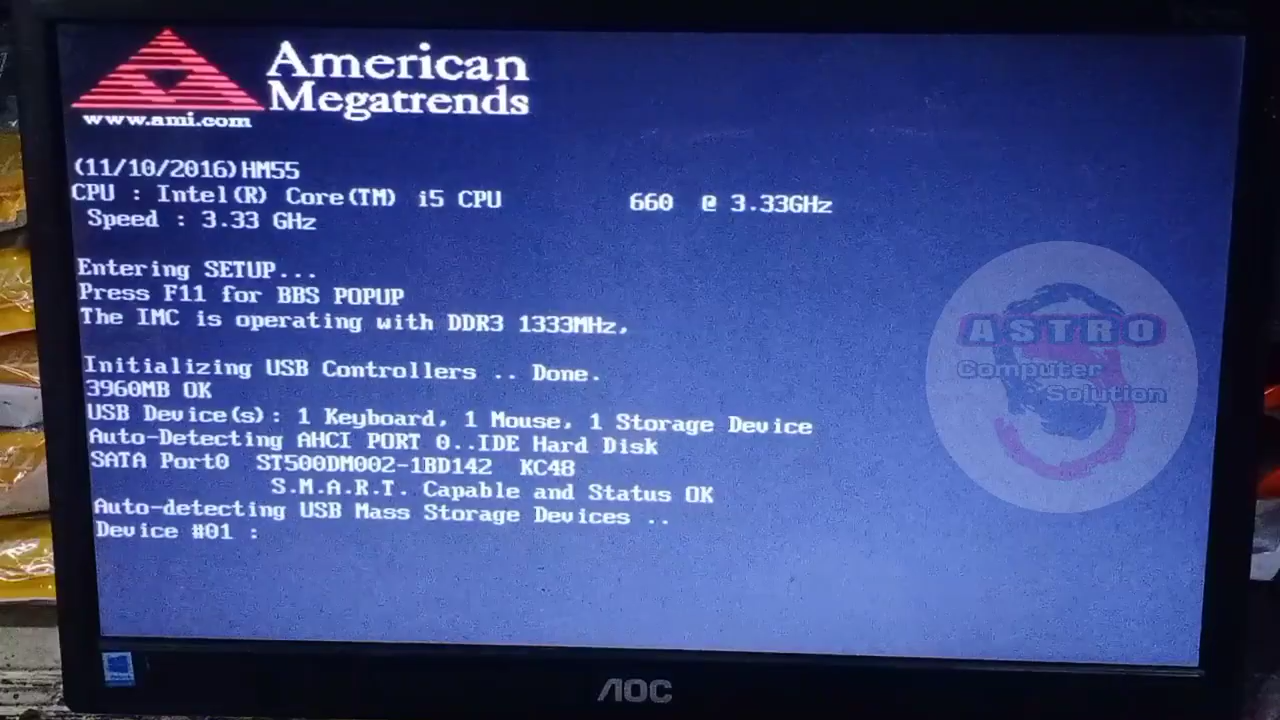 American
Megatrends
www.ami.com
(11/10/2016)HM55
CPU : Intel(R) Core(TM) i5 CPU 660 @ 3.33GHz
Speed : 3.33 GHz
Entering SETUP...
Press F11 for BBS POPUP
The IMC is operating with DDR3 1333MHz,
Initializing USB Controllers .. Done.
3960MB OK
USB Device(s): 1 Keyboard, 1 Mouse, 1 Storage Device
Auto-Detecting AHCI PORT 0..IDE Hard Disk
SATA Port0 ST500DM002-1BD142 KC48
S.M.A.R.T. Capable and Status OK
Auto-detecting USB Mass Storage Devices ..
Device #01 :
ASTRO
Computer
Solution
AOC